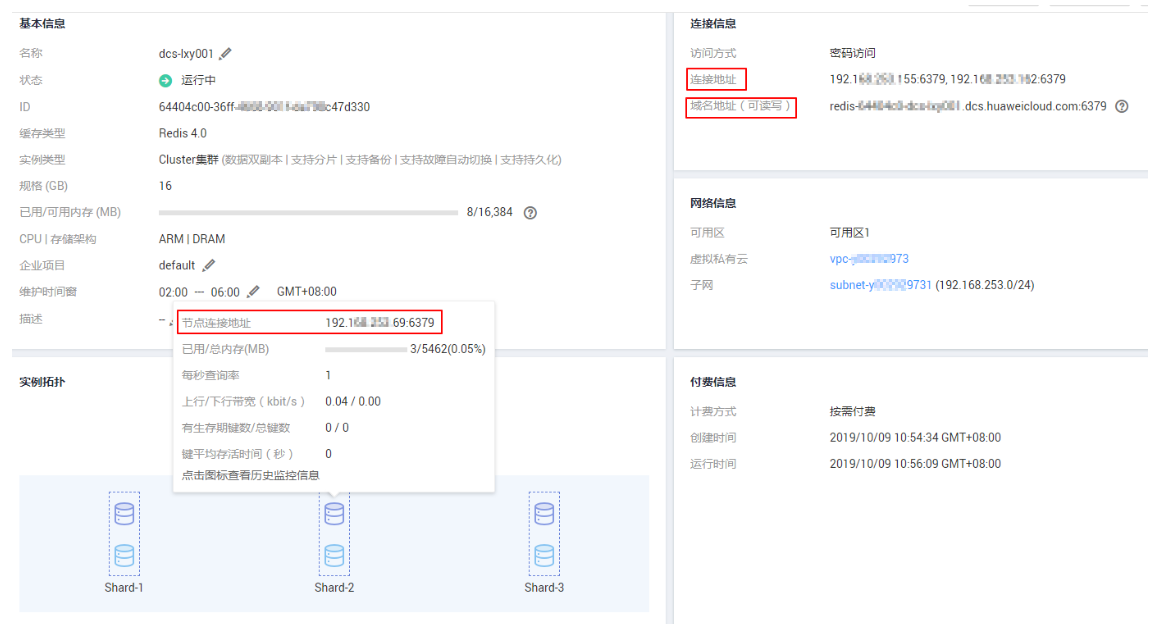 基本信息
名称 dcs-lxy001
状态 运行中
ID 64404c00-36ff- c47d330
缓存类型 Redis 4.0
实例类型 Cluster集群 (数据双副本 | 支持分片 | 支持备份 | 支持故障自动切换 | 支持持久化)
规格 (GB) 16
已用/可用内存 (MB) 8/16,384
CPU | 存储架构 ARM | DRAM
企业项目 default
维护时间窗 02:00 — 06:00 GMT+08:00
描述 --
节点连接地址 192.1 .69:6379
已用/总内存(MB) 3/5462(0.05%)
每秒查询率 1
上行/下行带宽（kbit/s） 0.04 / 0.00
有生存期键数/总键数 0 / 0
键平均存活时间（秒） 0
点击图标查看历史监控信息
实例拓扑
Shard-1 Shard-2 Shard-3
连接信息
访问方式 密码访问
连接地址 192.1 155:6379, 192.1 2:6379
域名地址（可读写） redis- .dcs.huaweicloud.com:6379
网络信息
可用区 可用区1
虚拟私有云 vpc- 973
子网 subnet-y 9731 (192.168.253.0/24)
付费信息
计费方式 按需付费
创建时间 2019/10/09 10:54:34 GMT+08:00
运行时间 2019/10/09 10:56:09 GMT+08:00